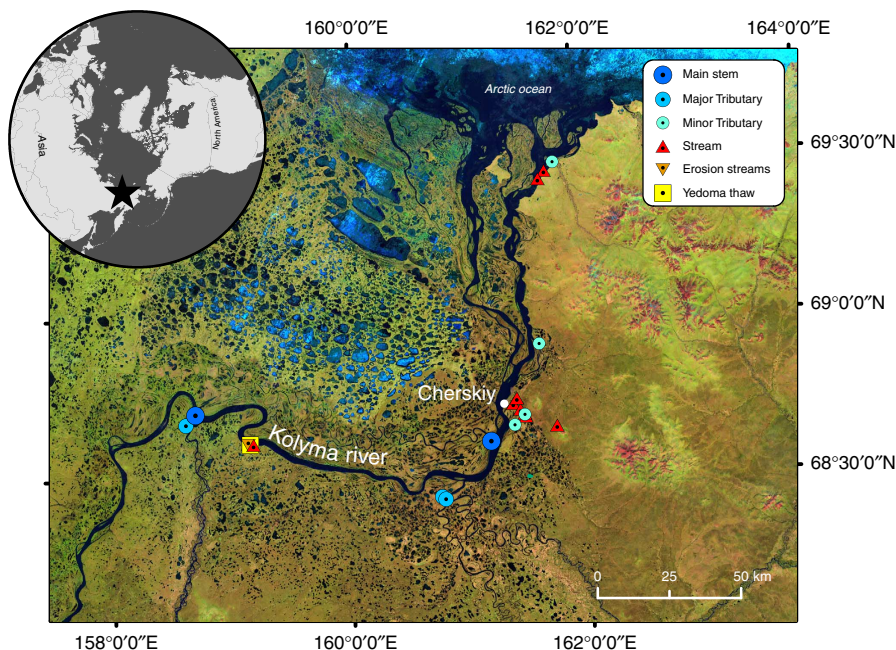 160°0′0″E 162°0′0″E 164°0′0″E
Asia
North America
Arctic ocean
Main stem
Major Tributary
Minor Tributary
Stream
Erosion streams
Yedoma thaw
69°30′0″N
69°0′0″N
Cherskiy
Kolyma river
68°30′0″N
0 25 50 km
158°0′0″E 160°0′0″E 162°0′0″E